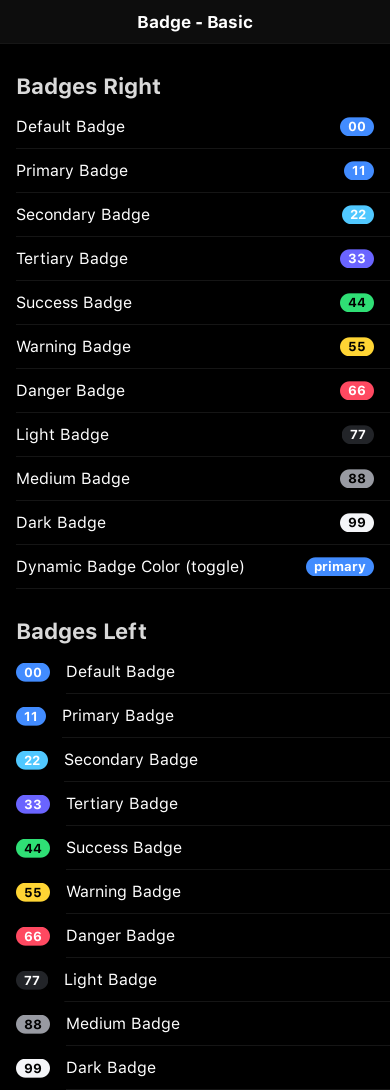 Badge - Basic
Badges Right
Default Badge 00
Primary Badge 11
Secondary Badge 22
Tertiary Badge 33
Success Badge 44
Warning Badge 55
Danger Badge 66
Light Badge 77
Medium Badge 88
Dark Badge 99
Dynamic Badge Color (toggle) primary
Badges Left
00 Default Badge
11 Primary Badge
22 Secondary Badge
33 Tertiary Badge
44 Success Badge
55 Warning Badge
66 Danger Badge
77 Light Badge
88 Medium Badge
99 Dark Badge